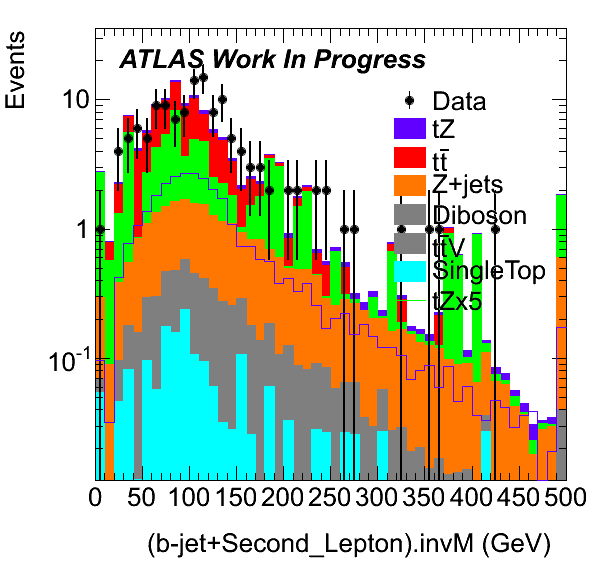 Events
ATLAS Work In Progress
10
1
10⁻¹
Data
tZ
tt̄
Z+jets
Diboson
tt̄V
SingleTop
tZx5
0 50 100 150 200 250 300 350 400 450 500
(b-jet+Second_Lepton).invM (GeV)